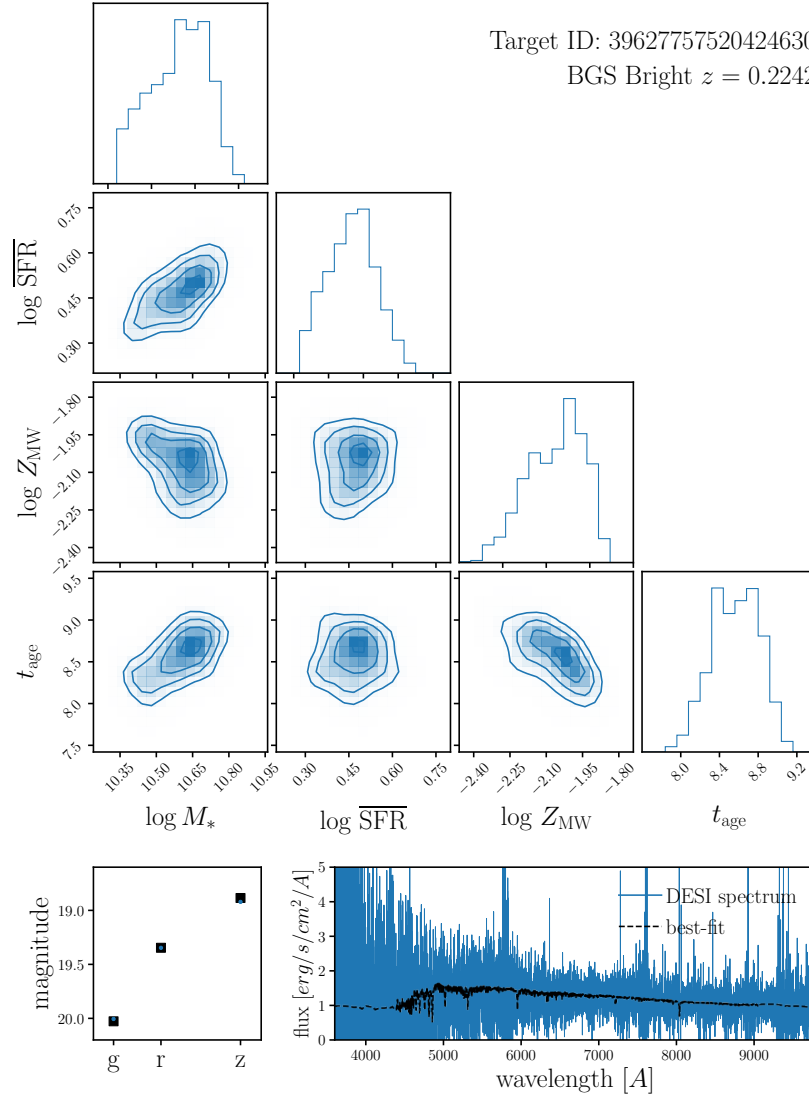 Target ID: 39627757520424630
BGS Bright z = 0.2242
0.75
0.60
0.45
0.30
log SFR
−1.80
−1.95
−2.10
−2.25
−2.40
log Z_MW
9.5
9.0
8.5
8.0
7.5
t_age
10.35 10.50 10.65 10.80 10.95
0.30 0.45 0.60 0.75
−2.40 −2.25 −2.10 −1.95 −1.80
8.0 8.4 8.8 9.2
log M_* log SFR log Z_MW t_age
magnitude
19.0
19.5
20.0
g r z
flux [erg/s/cm²/A]
5
4
3
2
1
0
DESI spectrum
best-fit
4000 5000 6000 7000 8000 9000
wavelength [A]